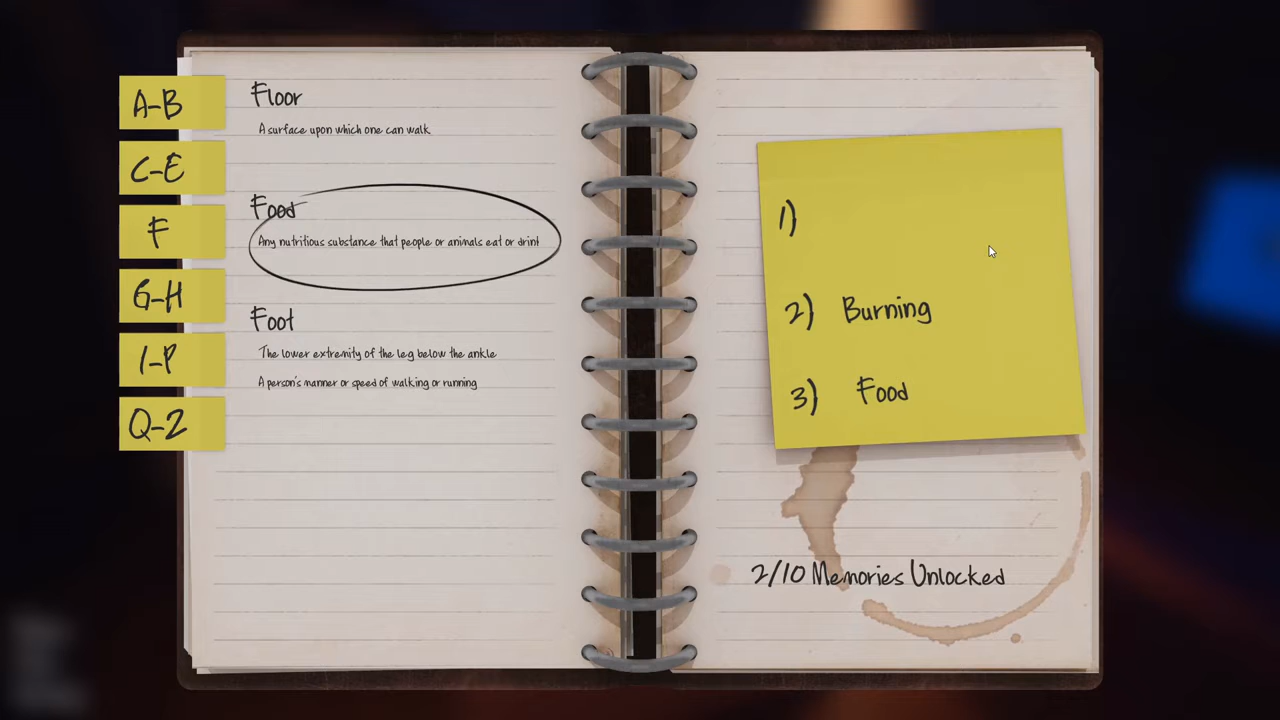 A-B
C-E
F
G-H
I-P
Q-Z
Floor
A surface upon which one can walk
Food
Any nutritious substance that people or animals eat or drink
Foot
The lower extremity of the leg below the ankle
A person's manner or speed of walking or running
1)
2) Burning
3) Food
2/10 Memories Unlocked